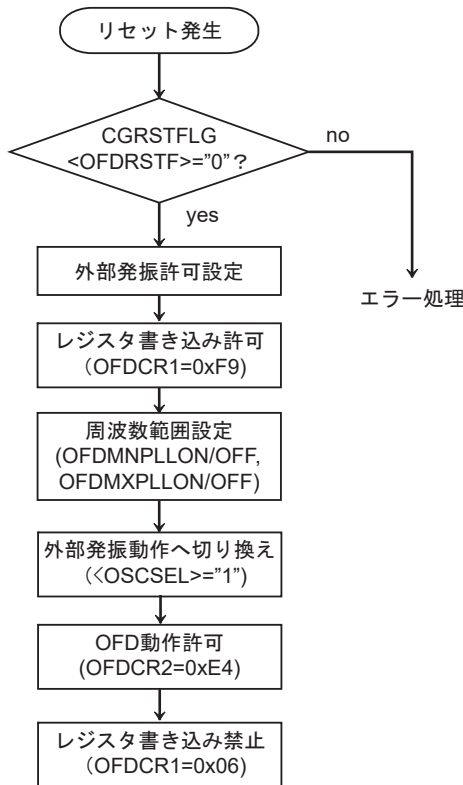 リセット発生
CGRSTFLG
<OFDRSTF>=”0”？
no
yes
外部発振許可設定
エラー処理
レジスタ書き込み許可
（OFDCR1=0xF9)
周波数範囲設定
(OFDMNPLLON/OFF,
OFDMXPLLON/OFF)
外部発振動作へ切り換え
（<OSCSEL>=”1”)
OFD動作許可
(OFDCR2=0xE4)
レジスタ書き込み禁止
（OFDCR1=0x06)